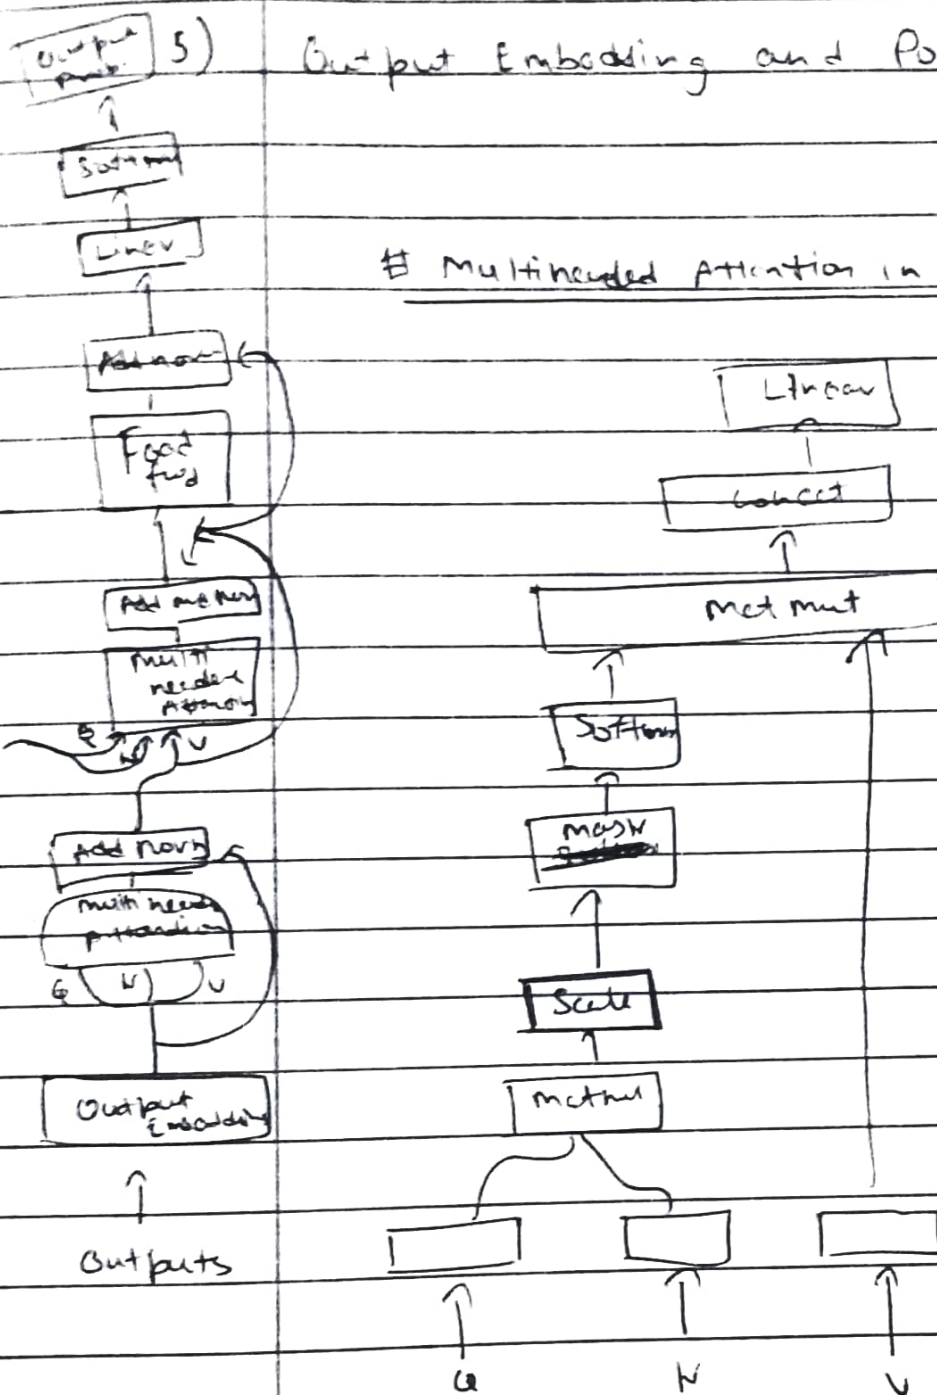 Output
prob.
5) Output Embedding and Po
Softmax
Linear
# Multiheaded Attention in
Add norm
Feed
fwd
Linear
Concat
Add and Norm
Mat mut
Multi
headed
Attention
Q K V
Softmax
Mask
Add Norm
Multi headed
Attention
Q K V
Scale
Output
Embedding
Matmul
Outputs
Q K V